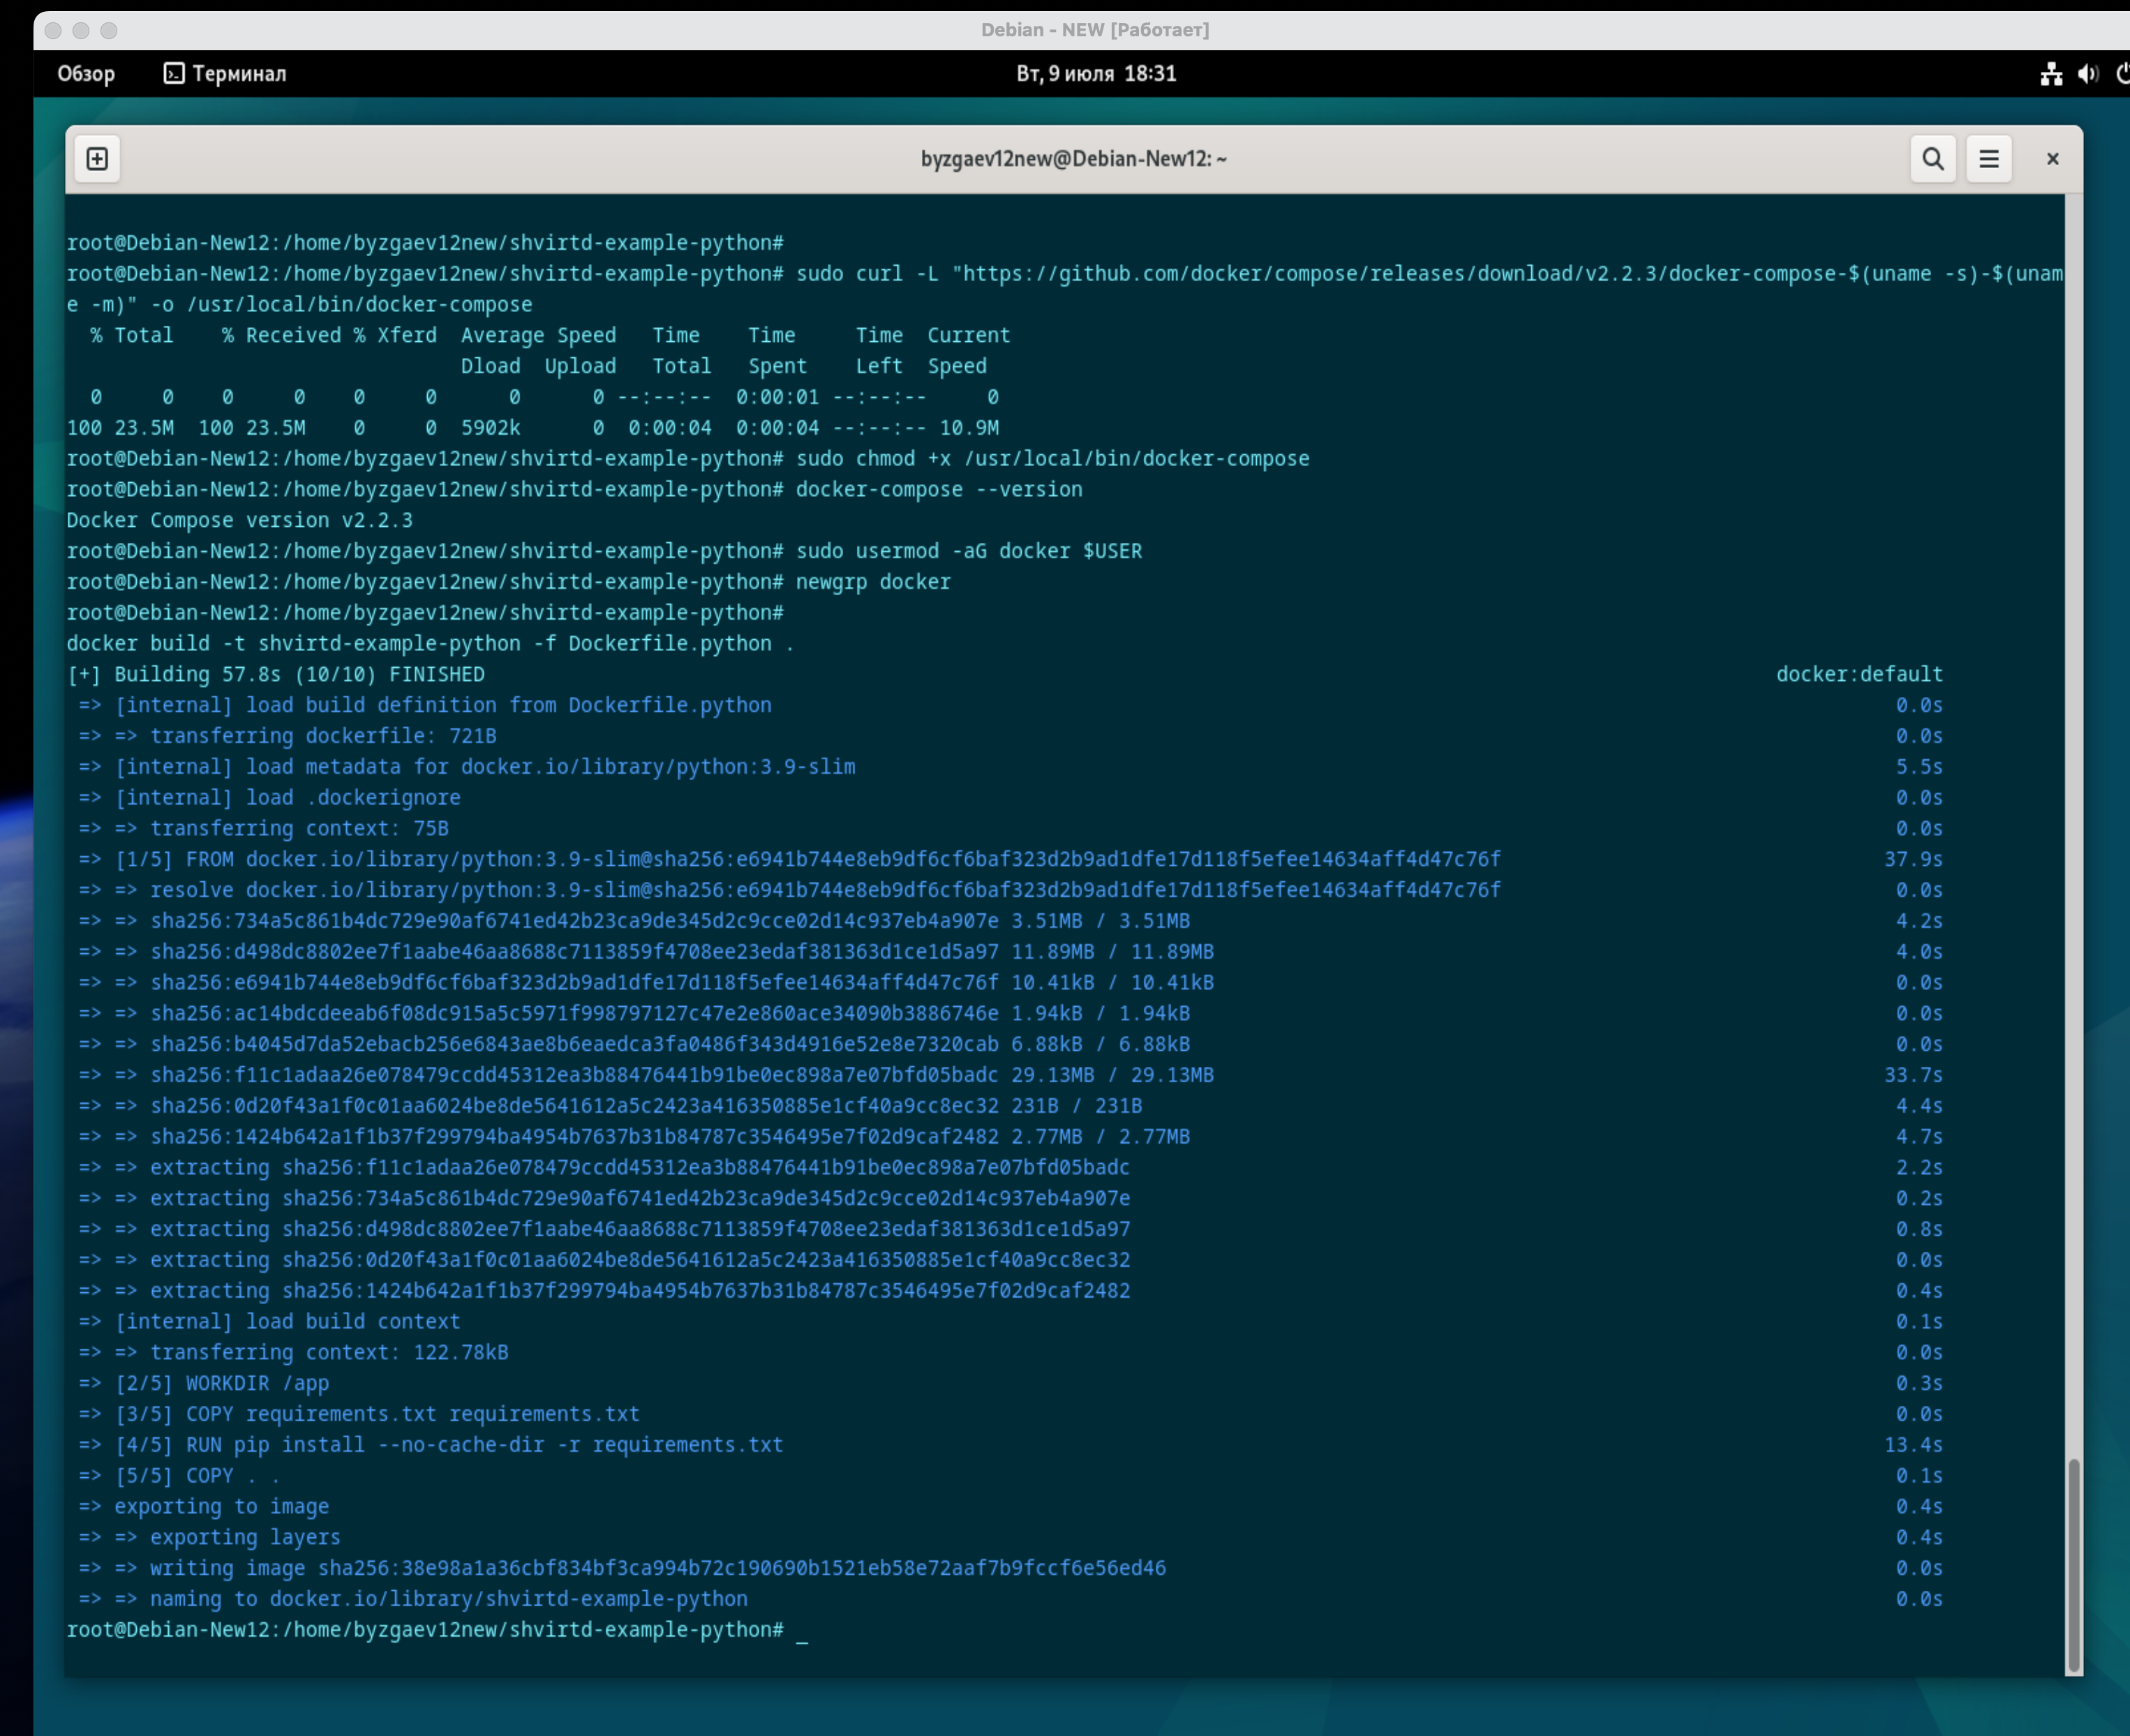 Debian - NEW [Работает]
Обзор
Терминал
Вт, 9 июля 18:31
byzgaev12new@Debian-New12: ~
root@Debian-New12:/home/byzgaev12new/shvirtd-example-python#
root@Debian-New12:/home/byzgaev12new/shvirtd-example-python# sudo curl -L "https://github.com/docker/compose/releases/download/v2.2.3/docker-compose-$(uname -s)-$(unam
e -m)" -o /usr/local/bin/docker-compose
% Total % Received % Xferd Average Speed Time Time Time Current
Dload Upload Total Spent Left Speed
0 0 0 0 0 0 0 0 --:--:-- 0:00:01 --:--:-- 0
100 23.5M 100 23.5M 0 0 5902k 0 0:00:04 0:00:04 --:--:-- 10.9M
root@Debian-New12:/home/byzgaev12new/shvirtd-example-python# sudo chmod +x /usr/local/bin/docker-compose
root@Debian-New12:/home/byzgaev12new/shvirtd-example-python# docker-compose --version
Docker Compose version v2.2.3
root@Debian-New12:/home/byzgaev12new/shvirtd-example-python# sudo usermod -aG docker $USER
root@Debian-New12:/home/byzgaev12new/shvirtd-example-python# newgrp docker
root@Debian-New12:/home/byzgaev12new/shvirtd-example-python#
docker build -t shvirtd-example-python -f Dockerfile.python .
[+] Building 57.8s (10/10) FINISHED docker:default
=> [internal] load build definition from Dockerfile.python 0.0s
=> => transferring dockerfile: 721B 0.0s
=> [internal] load metadata for docker.io/library/python:3.9-slim 5.5s
=> [internal] load .dockerignore 0.0s
=> => transferring context: 75B 0.0s
=> [1/5] FROM docker.io/library/python:3.9-slim@sha256:e6941b744e8eb9df6cf6baf323d2b9ad1dfe17d118f5efee14634aff4d47c76f 37.9s
=> => resolve docker.io/library/python:3.9-slim@sha256:e6941b744e8eb9df6cf6baf323d2b9ad1dfe17d118f5efee14634aff4d47c76f 0.0s
=> => sha256:734a5c861b4dc729e90af6741ed42b23ca9de345d2c9cce02d14c937eb4a907e 3.51MB / 3.51MB 4.2s
=> => sha256:d498dc8802ee7f1aabe46aa8688c7113859f4708ee23edaf381363d1ce1d5a97 11.89MB / 11.89MB 4.0s
=> => sha256:e6941b744e8eb9df6cf6baf323d2b9ad1dfe17d118f5efee14634aff4d47c76f 10.41kB / 10.41kB 0.0s
=> => sha256:ac14bdcdeeab6f08dc915a5c5971f998797127c47e2e860ace34090b3886746e 1.94kB / 1.94kB 0.0s
=> => sha256:b4045d7da52ebacb256e6843ae8b6eaedca3fa0486f343d4916e52e8e7320cab 6.88kB / 6.88kB 0.0s
=> => sha256:f11c1adaa26e078479ccdd45312ea3b88476441b91be0ec898a7e07bfd05badc 29.13MB / 29.13MB 33.7s
=> => sha256:0d20f43a1f0c01aa6024be8de5641612a5c2423a416350885e1cf40a9cc8ec32 231B / 231B 4.4s
=> => sha256:1424b642a1f1b37f299794ba4954b7637b31b84787c3546495e7f02d9caf2482 2.77MB / 2.77MB 4.7s
=> => extracting sha256:f11c1adaa26e078479ccdd45312ea3b88476441b91be0ec898a7e07bfd05badc 2.2s
=> => extracting sha256:734a5c861b4dc729e90af6741ed42b23ca9de345d2c9cce02d14c937eb4a907e 0.2s
=> => extracting sha256:d498dc8802ee7f1aabe46aa8688c7113859f4708ee23edaf381363d1ce1d5a97 0.8s
=> => extracting sha256:0d20f43a1f0c01aa6024be8de5641612a5c2423a416350885e1cf40a9cc8ec32 0.0s
=> => extracting sha256:1424b642a1f1b37f299794ba4954b7637b31b84787c3546495e7f02d9caf2482 0.4s
=> [internal] load build context 0.1s
=> => transferring context: 122.78kB 0.0s
=> [2/5] WORKDIR /app 0.3s
=> [3/5] COPY requirements.txt requirements.txt 0.0s
=> [4/5] RUN pip install --no-cache-dir -r requirements.txt 13.4s
=> [5/5] COPY . . 0.1s
=> exporting to image 0.4s
=> => exporting layers 0.4s
=> => writing image sha256:38e98a1a36cbf834bf3ca994b72c190690b1521eb58e72aaf7b9fccf6e56ed46 0.0s
=> => naming to docker.io/library/shvirtd-example-python 0.0s
root@Debian-New12:/home/byzgaev12new/shvirtd-example-python# _